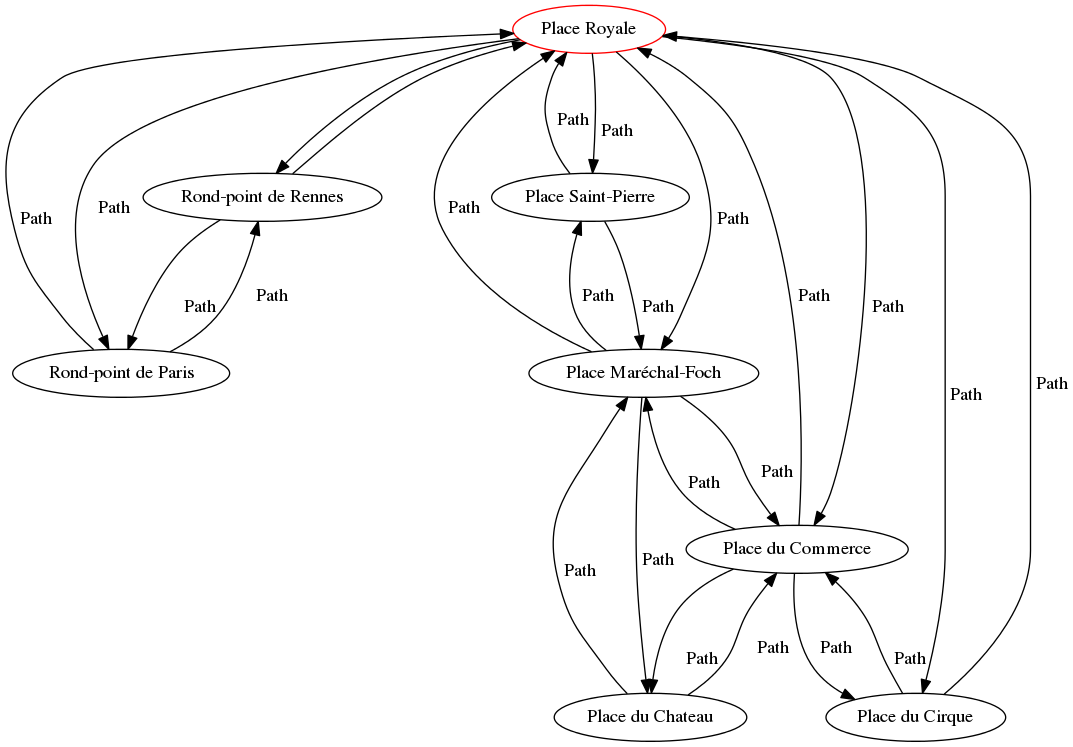 Place Royale
Path
Path
Rond-point de Rennes
Place Saint-Pierre
Path
Path
Path
Path
Path
Path
Path
Path
Path
Path
Path
Rond-point de Paris
Place Maréchal-Foch
Path
Path
Path
Path
Place du Commerce
Path
Path
Path
Path
Path
Path
Place du Chateau
Place du Cirque